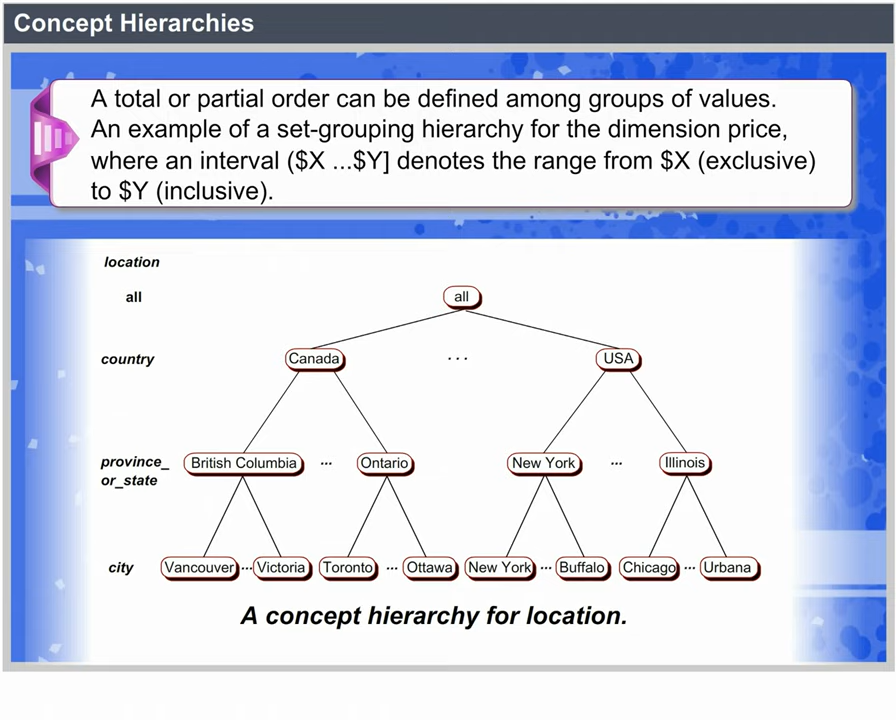 Concept Hierarchies
A total or partial order can be defined among groups of values.
An example of a set-grouping hierarchy for the dimension price,
where an interval ($X ...$Y] denotes the range from $X (exclusive)
to $Y (inclusive).
location
all all
country Canada ... USA
province_
or_state
British Columbia ... Ontario New York ... Illinois
city Vancouver ... Victoria Toronto ... Ottawa New York ... Buffalo Chicago ... Urbana
A concept hierarchy for location.